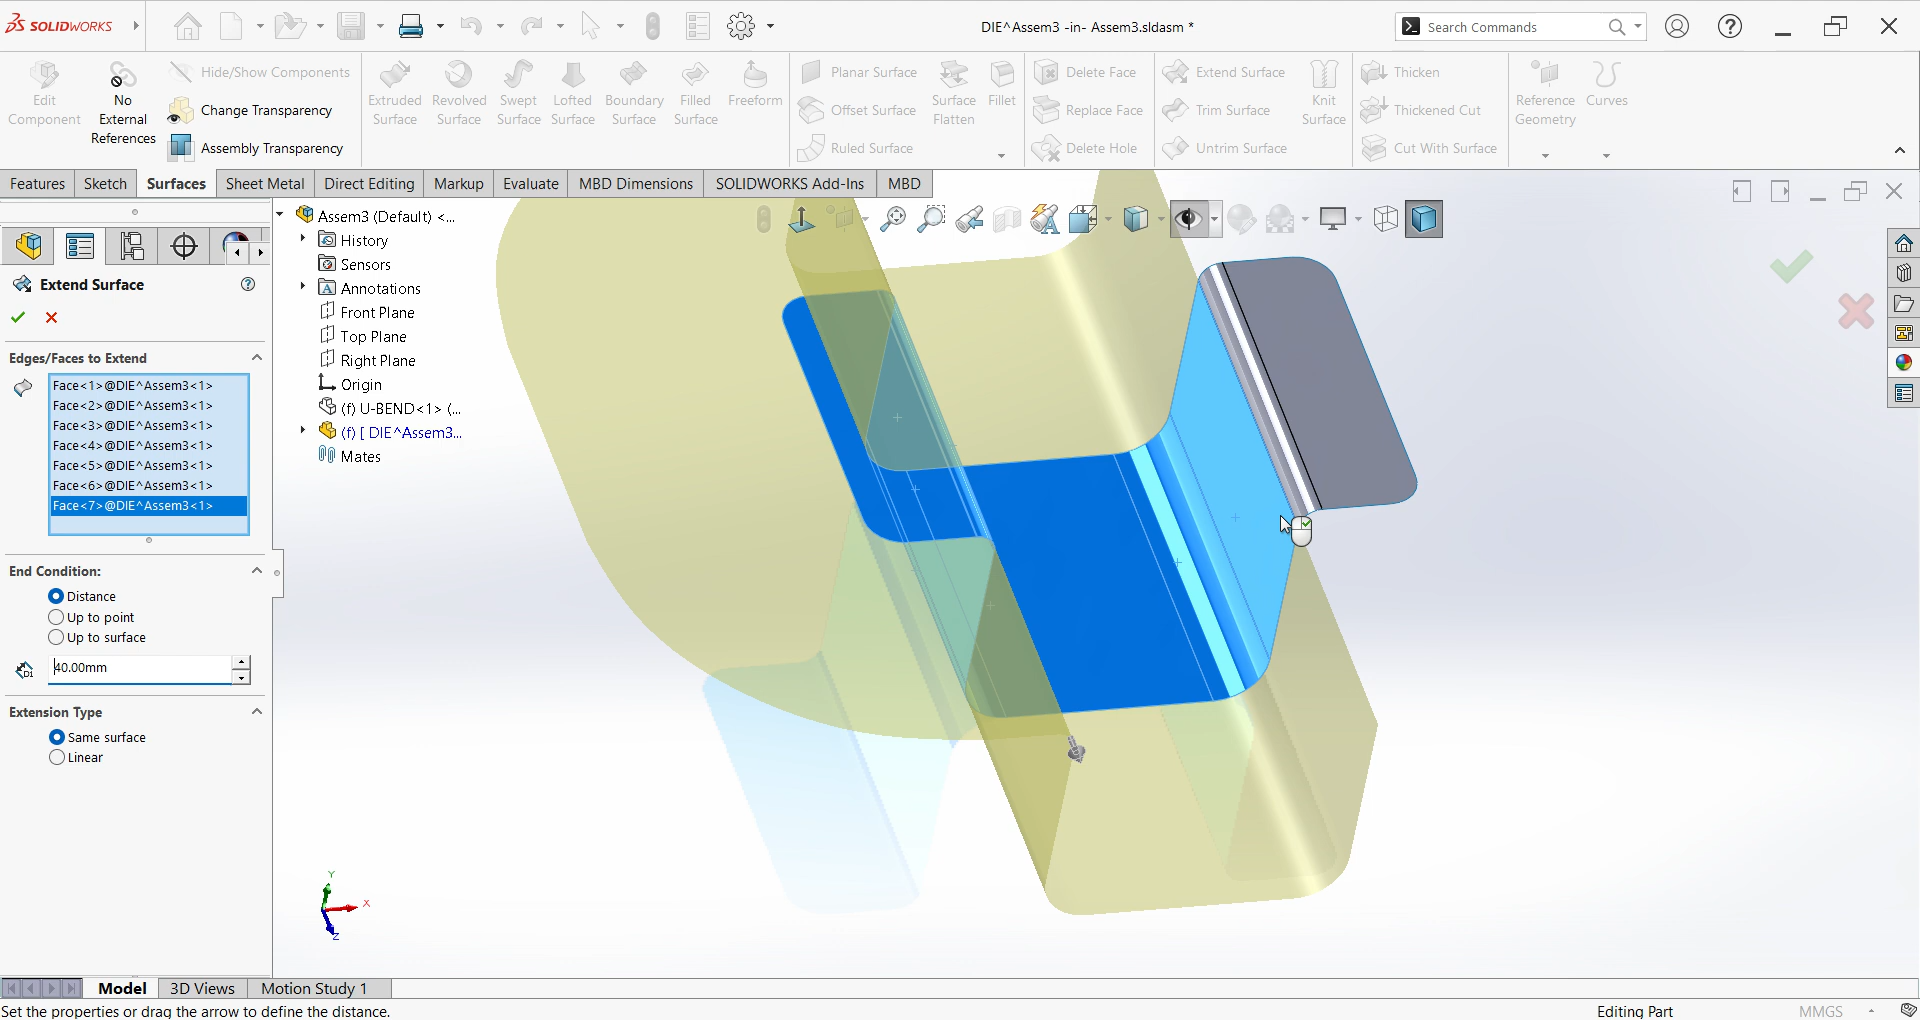 SOLIDWORKS
DIE^Assem3 -in- Assem3.sldasm *
Search Commands
Edit Component
No External References
Hide/Show Components
Change Transparency
Assembly Transparency
Extruded Surface
Revolved Surface
Swept Surface
Lofted Surface
Boundary Surface
Filled Surface
Freeform
Planar Surface
Offset Surface
Ruled Surface
Surface Flatten
Fillet
Delete Face
Replace Face
Delete Hole
Extend Surface
Trim Surface
Untrim Surface
Knit Surface
Thicken
Thickened Cut
Cut With Surface
Reference Geometry
Curves
Features
Sketch
Surfaces
Sheet Metal
Direct Editing
Markup
Evaluate
MBD Dimensions
SOLIDWORKS Add-Ins
MBD
Extend Surface
Edges/Faces to Extend
Face<1>@DIE^Assem3<1>
Face<2>@DIE^Assem3<1>
Face<3>@DIE^Assem3<1>
Face<4>@DIE^Assem3<1>
Face<5>@DIE^Assem3<1>
Face<6>@DIE^Assem3<1>
Face<7>@DIE^Assem3<1>
End Condition:
Distance
Up to point
Up to surface
D1
40.00mm
Extension Type
Same surface
Linear
Assem3 (Default) <...
History
Sensors
Annotations
Front Plane
Top Plane
Right Plane
Origin
(f) U-BEND<1> (...
(f) [ DIE^Assem3...
Mates
Y
X
Z
Model
3D Views
Motion Study 1
Set the properties or drag the arrow to define the distance.
Editing Part
MMGS